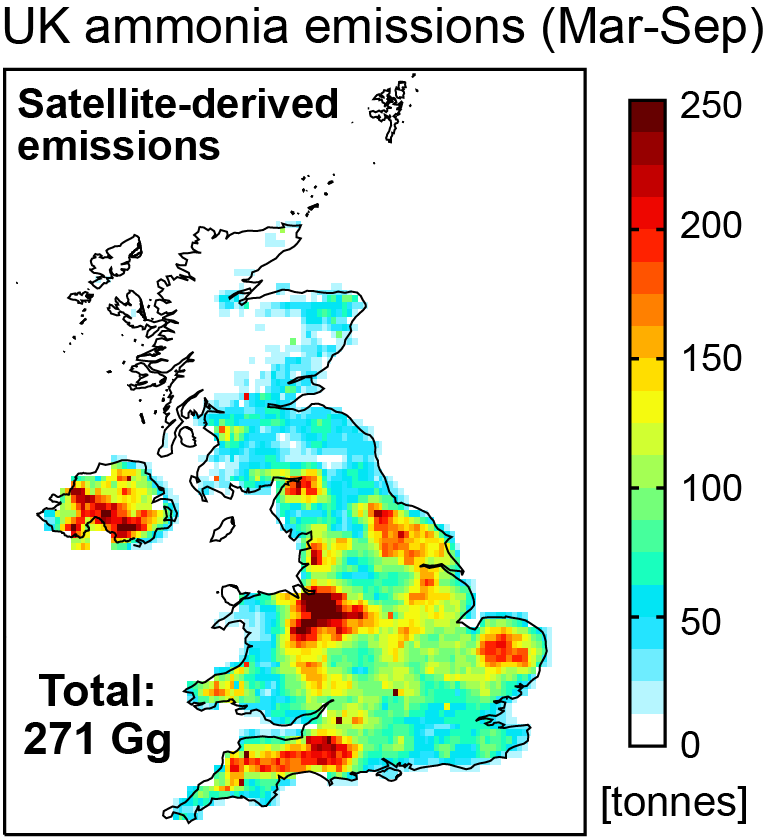 UK ammonia emissions (Mar-Sep)
Satellite-derived
emissions
Total:
271 Gg
250
200
150
100
50
0
[tonnes]